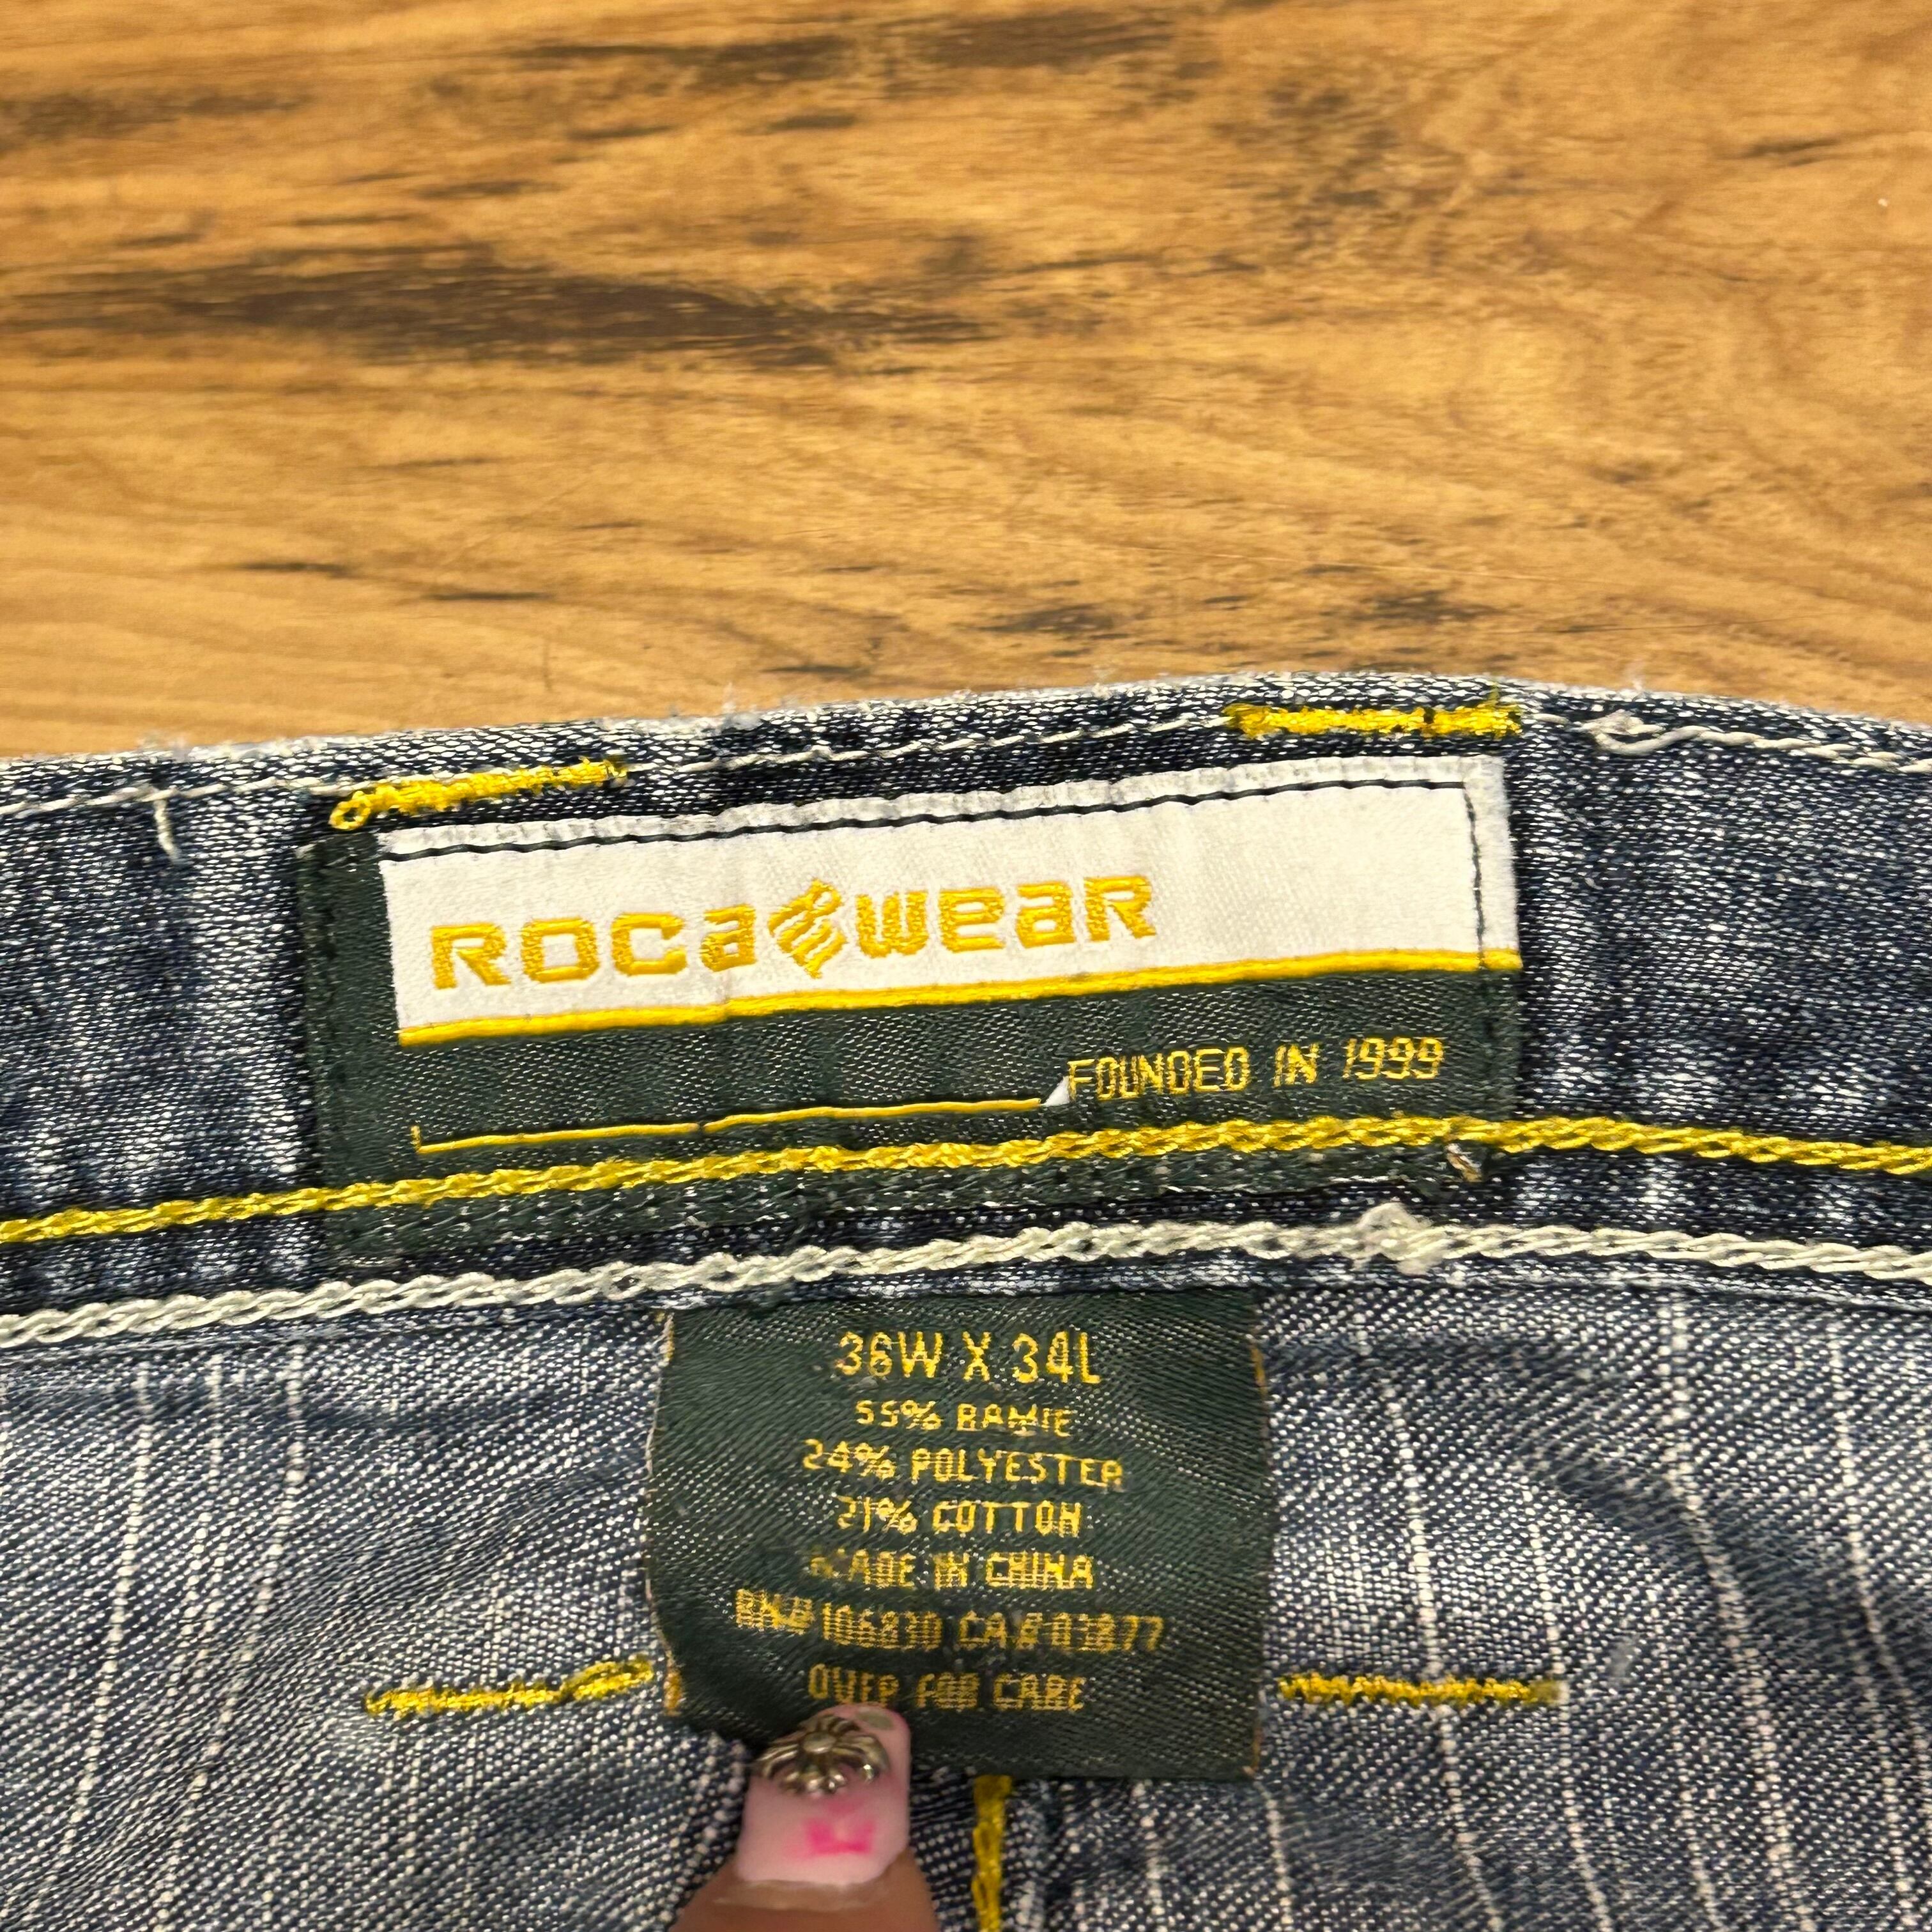 Rocawear
FOUNDED IN 1999
36W X 34L
55% RAMIE
24% POLYESTER
21% COTTON
MADE IN CHINA
RN# 106830 CA# 03877
OVER FOR CARE